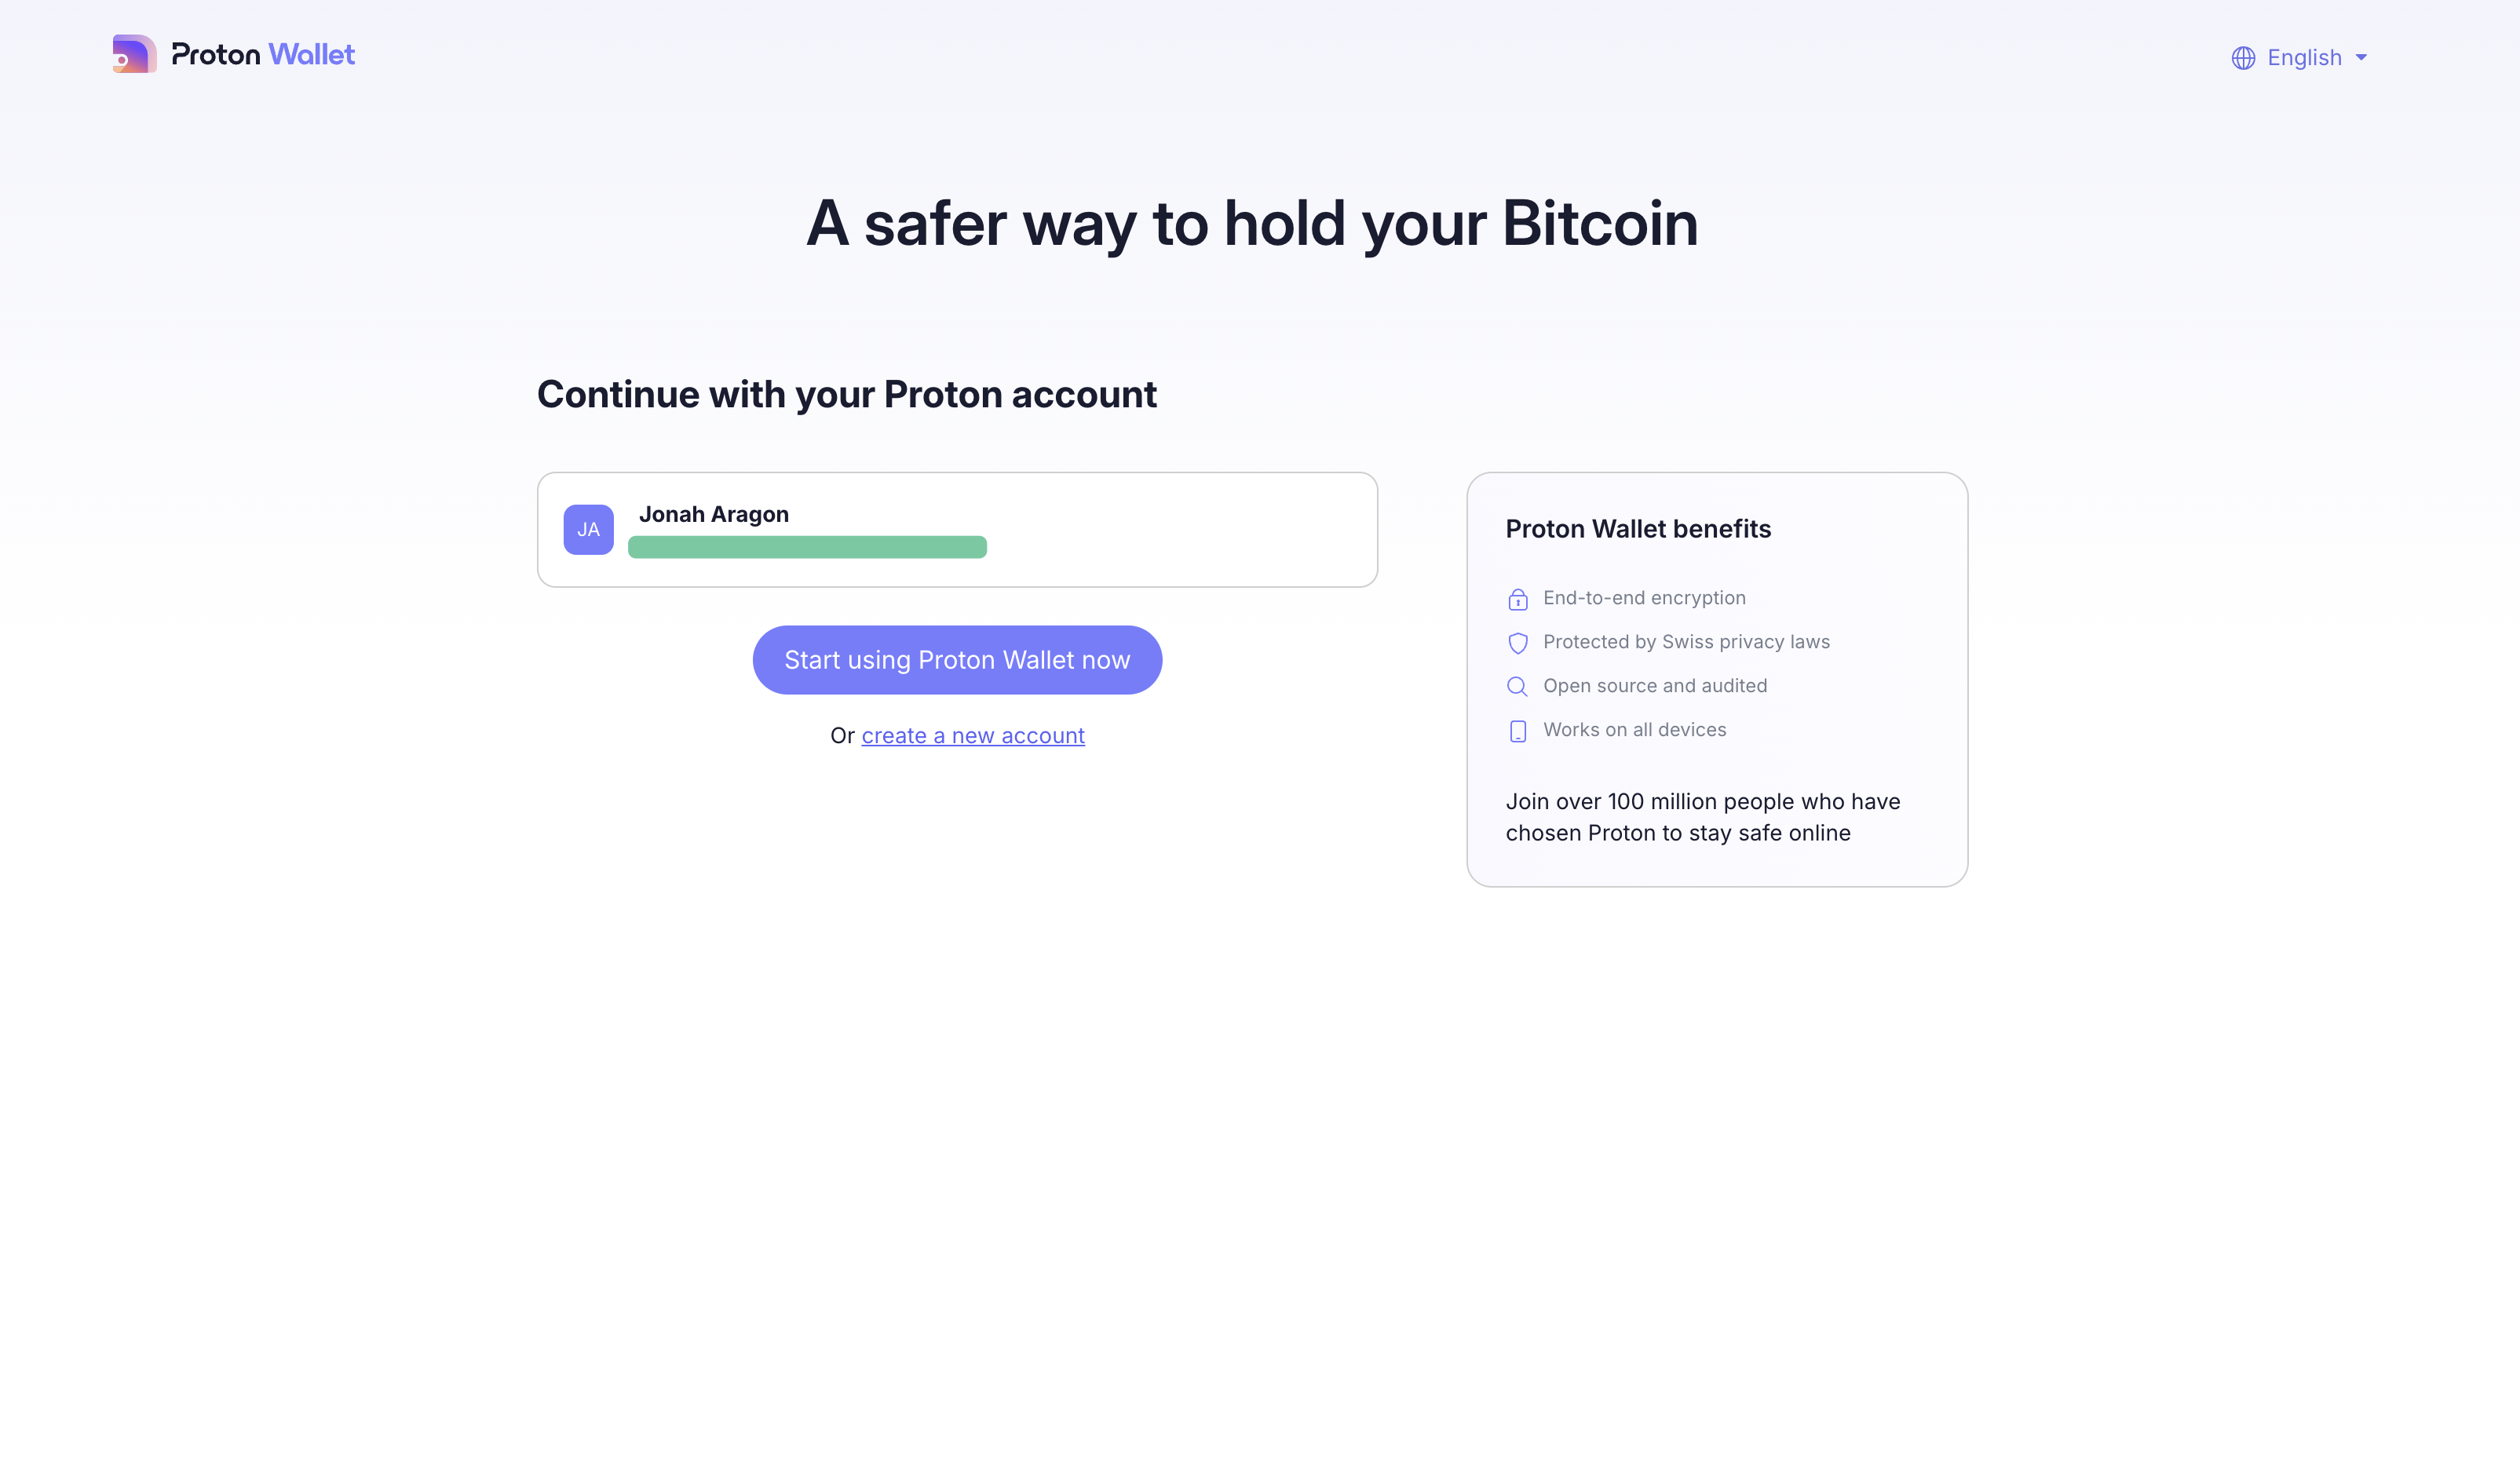 Proton Wallet
English
A safer way to hold your Bitcoin
Continue with your Proton account
JA
Jonah Aragon
Start using Proton Wallet now
Or create a new account
Proton Wallet benefits
End-to-end encryption
Protected by Swiss privacy laws
Open source and audited
Works on all devices
Join over 100 million people who have
chosen Proton to stay safe online